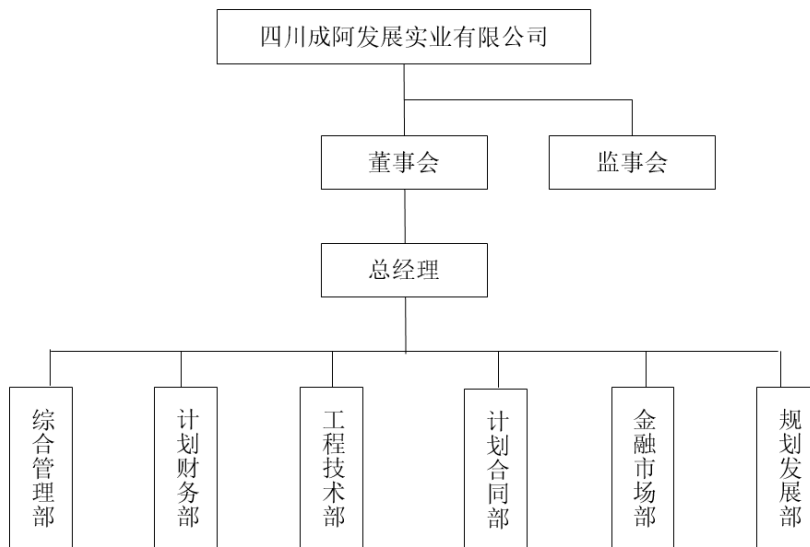 四川成阿发展实业有限公司
董事会
监事会
总经理
综合管理部
计划财务部
工程技术部
计划合同部
金融市场部
规划发展部